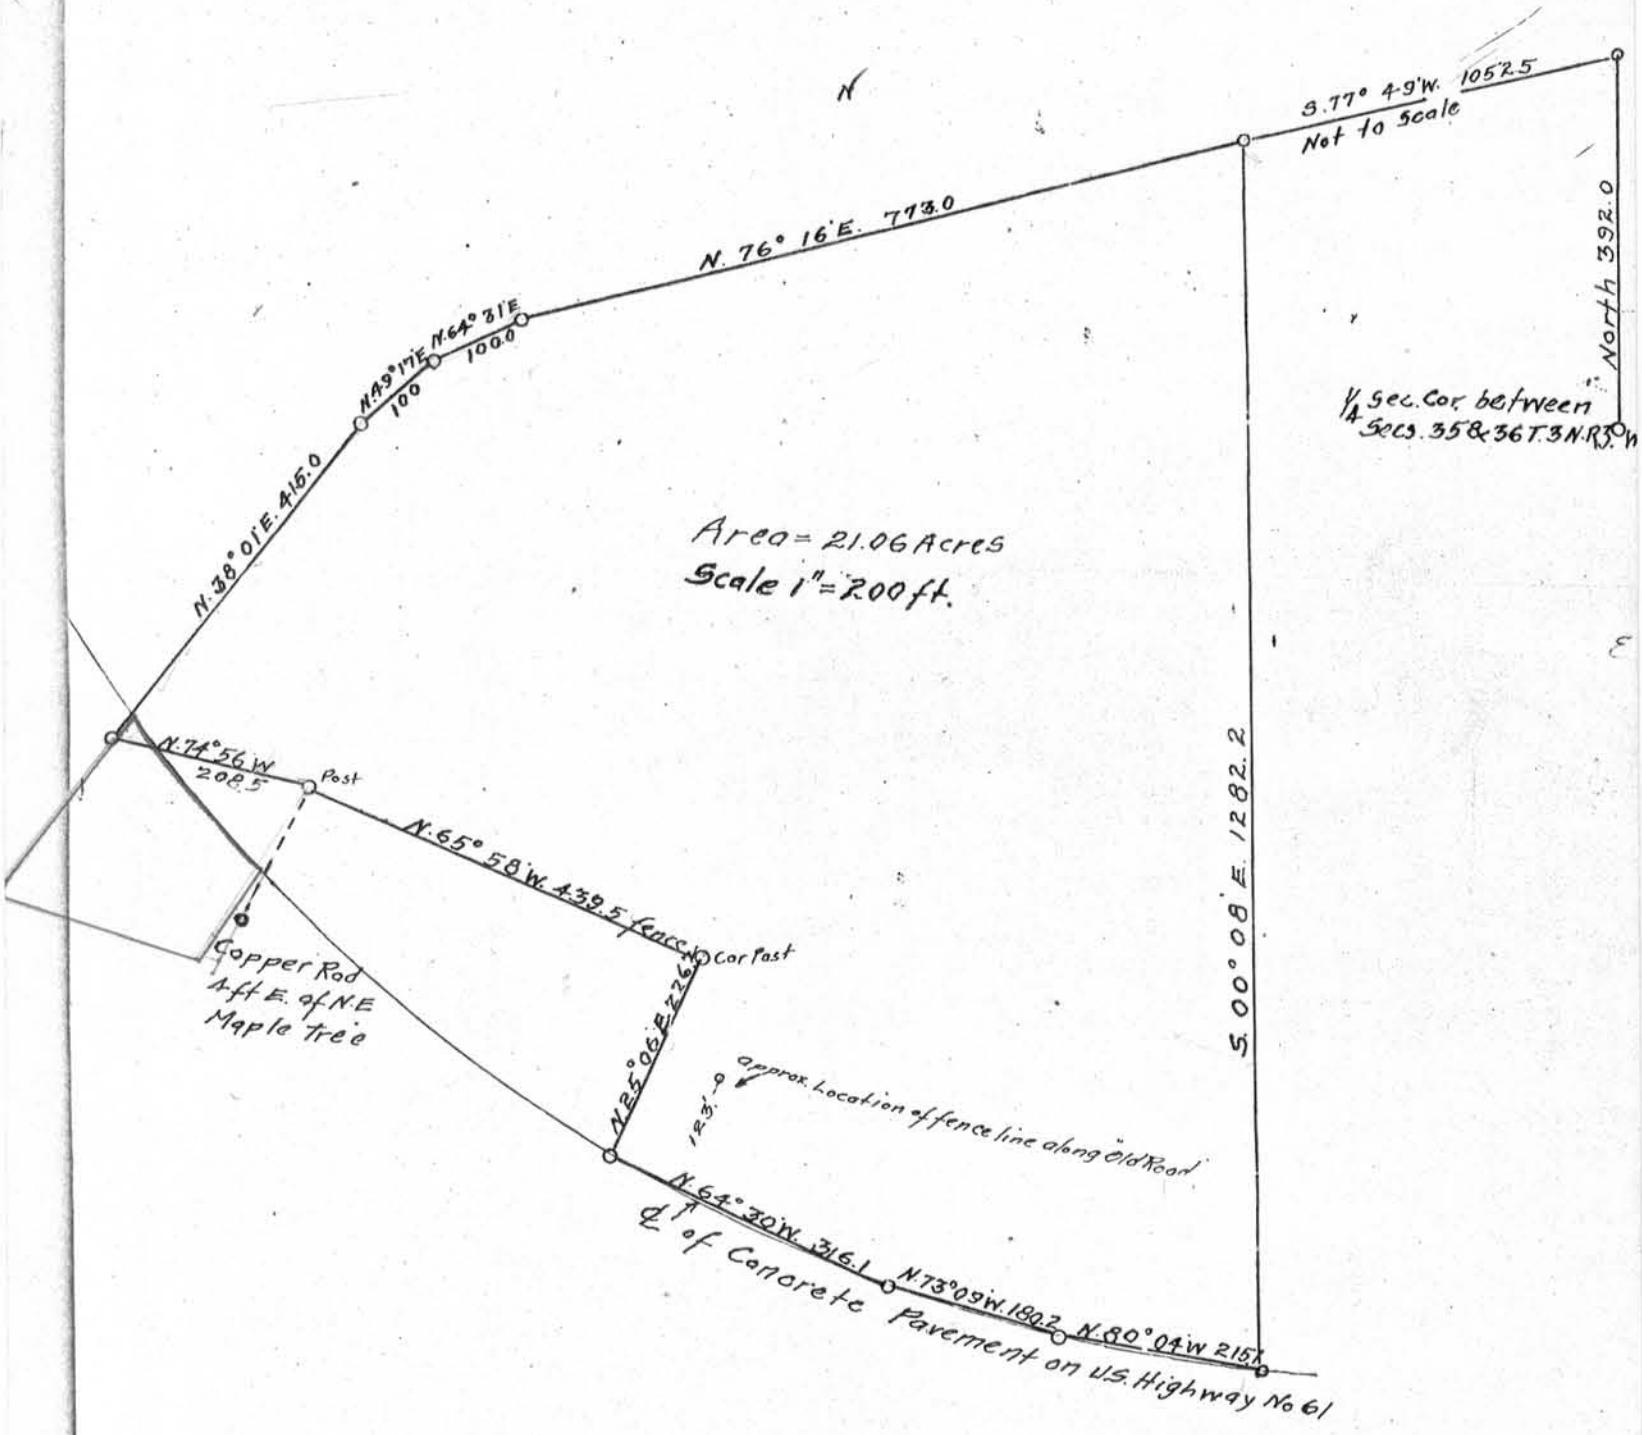 N
S.77° 49'W. 1052.5
Not to Scale
North 392.0
N. 76° 16'E. 773.0
N.64° 31'E
100.0
N.49°17'E
100
1/4 Sec. Cor. between
Secs. 35 & 36 T.3N.R3.W
N.38° 01'E. 415.0
Area = 21.06 Acres
Scale 1" = 200 ft.
N.74° 56'W
208.5
Post
N.65° 58'W. 439.5 fence
Cor Post
S. 00° 08'E. 1282.2
Copper Rod
4 ft E. of N.E
Maple Tree
N.25° 06'E. 226.
approx. Location of fence line along "Old Road"
123'
N.64° 30'W. 316.1
N.73° 09'W. 180.2
N.80° 04'W 215.1
℄ of Concrete Pavement on U.S. Highway No 61